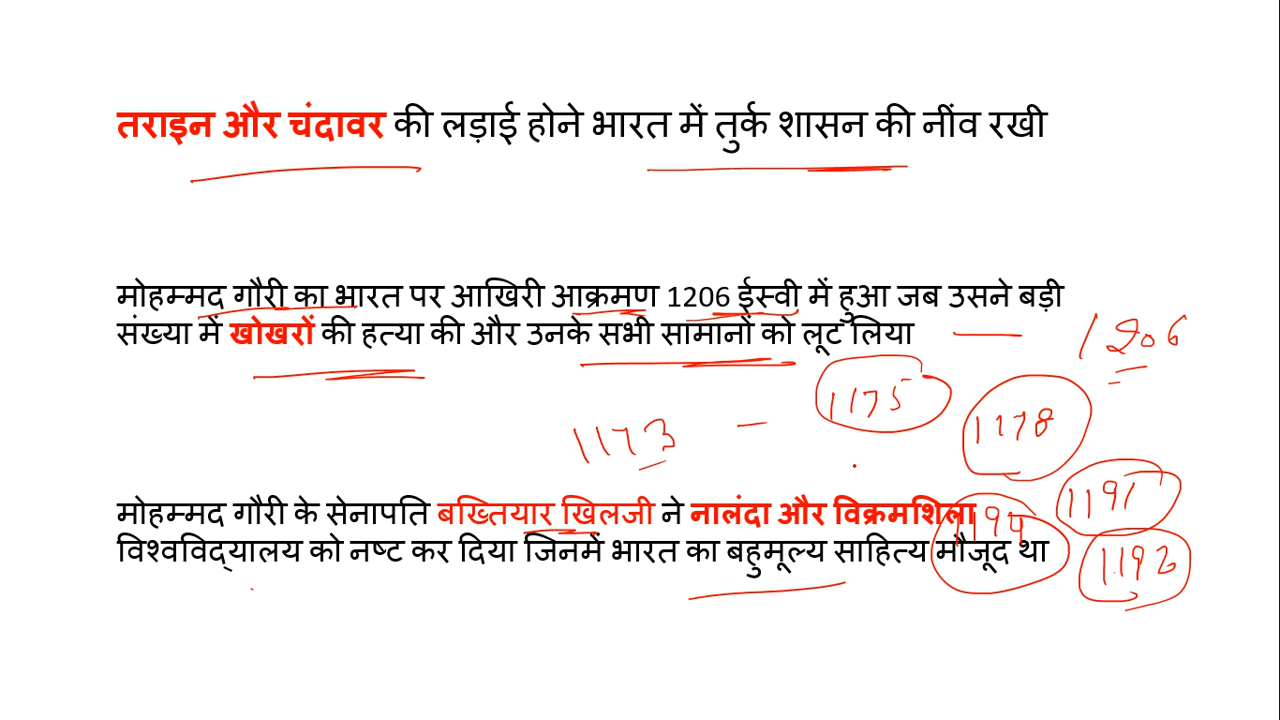 तराइन और चंदावर की लड़ाई होने भारत में तुर्क शासन की नींव रखी
मोहम्मद गौरी का भारत पर आखिरी आक्रमण 1206 ईस्वी में हुआ जब उसने बड़ी
संख्या में खोखरों की हत्या की और उनके सभी सामानों को लूट लिया
1206
1175
1173 –
1178
1191
मोहम्मद गौरी के सेनापति बख्तियार खिलजी ने नालंदा और विक्रमशिला
1194
विश्वविद्यालय को नष्ट कर दिया जिनमें भारत का बहुमूल्य साहित्य मौजूद था
1192